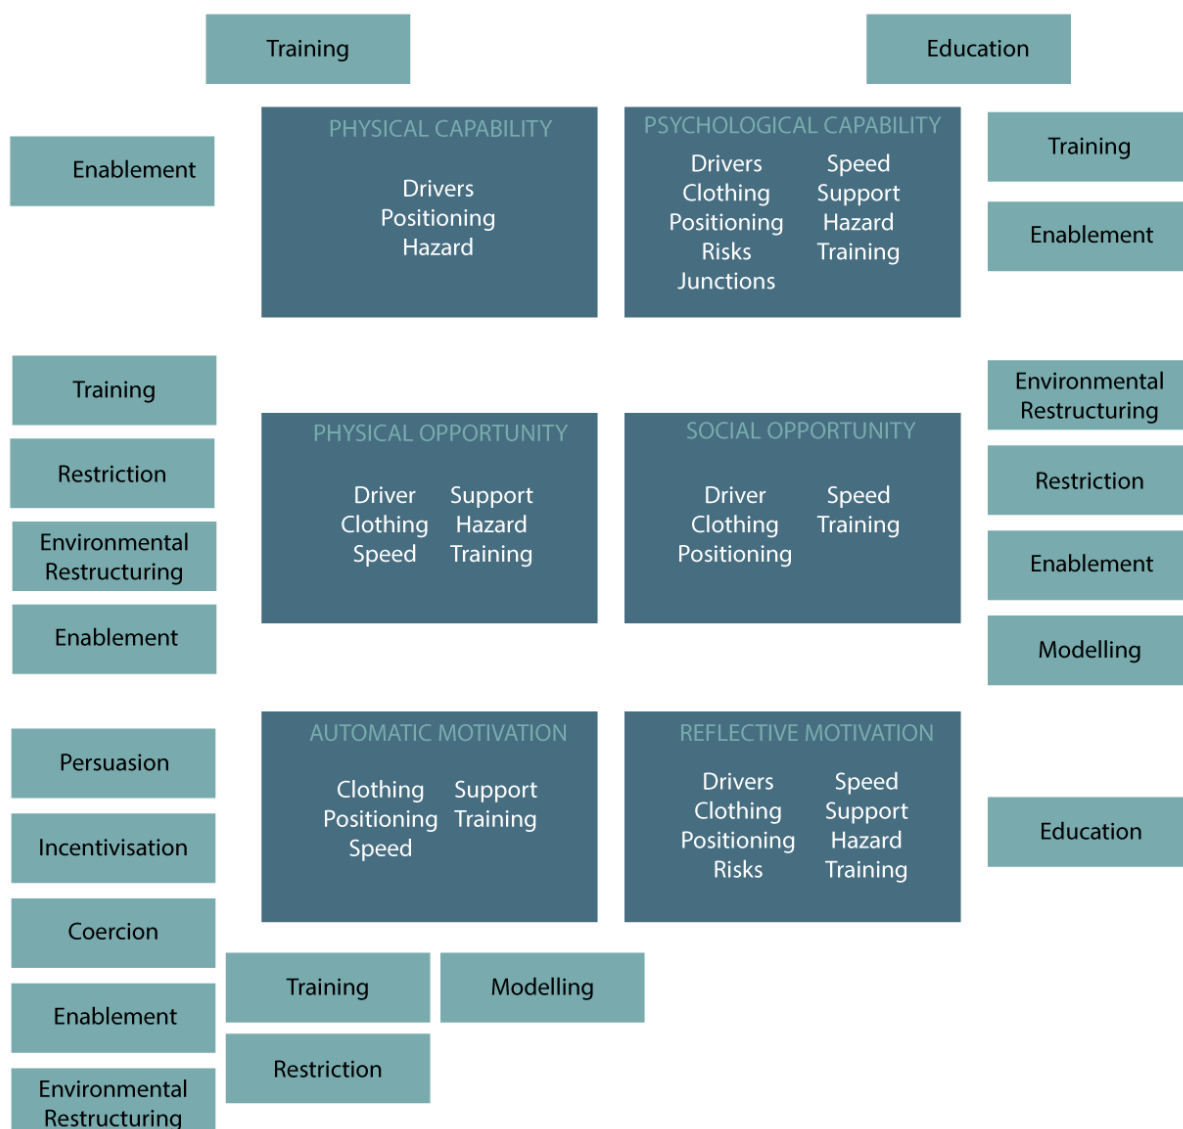 Training
Education
Enablement
PHYSICAL CAPABILITY
Drivers
Positioning
Hazard
PSYCHOLOGICAL CAPABILITY
Drivers Speed
Clothing Support
Positioning Hazard
Risks Training
Junctions
Training
Enablement
Training
Restriction
Environmental
Restructuring
Enablement
PHYSICAL OPPORTUNITY
Driver Support
Clothing Hazard
Speed Training
SOCIAL OPPORTUNITY
Driver Speed
Clothing Training
Positioning
Environmental
Restructuring
Restriction
Enablement
Modelling
Persuasion
Incentivisation
Coercion
Enablement
Environmental
Restructuring
AUTOMATIC MOTIVATION
Clothing Support
Positioning Training
Speed
REFLECTIVE MOTIVATION
Drivers Speed
Clothing Support
Positioning Hazard
Risks Training
Education
Training
Modelling
Restriction